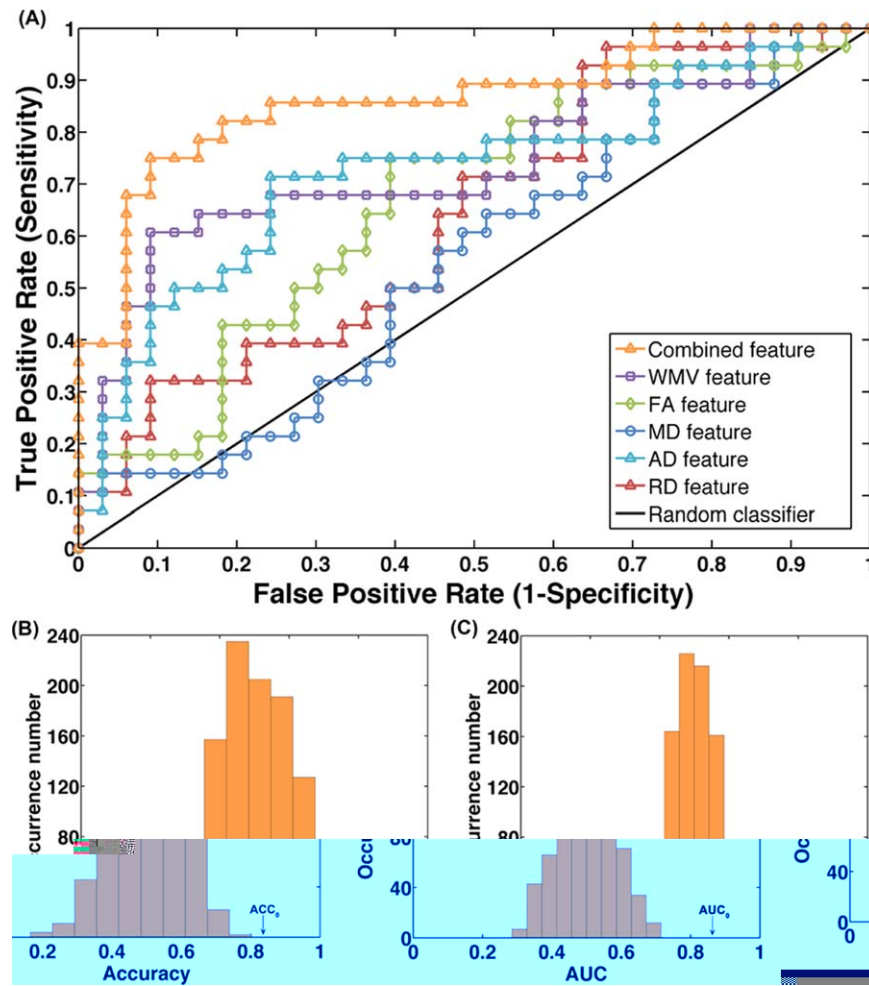 (A)
1
0.9
0.8
0.7
0.6
0.5
0.4
0.3
0.2
0.1
0
True Positive Rate (Sensitivity)
Combined feature
WMV feature
FA feature
MD feature
AD feature
RD feature
Random classifier
0 0.1 0.2 0.3 0.4 0.5 0.6 0.7 0.8 0.9 1
False Positive Rate (1-Specificity)
(B)
240
200
160
120
80
currence number
(C)
240
200
160
120
80
urrence number
ACC0
0.2 0.4 0.6 0.8 1
Accuracy
Occu
40
0
AUC0
0 0.2 0.4 0.6 0.8 1
AUC
Oc
40
0
0